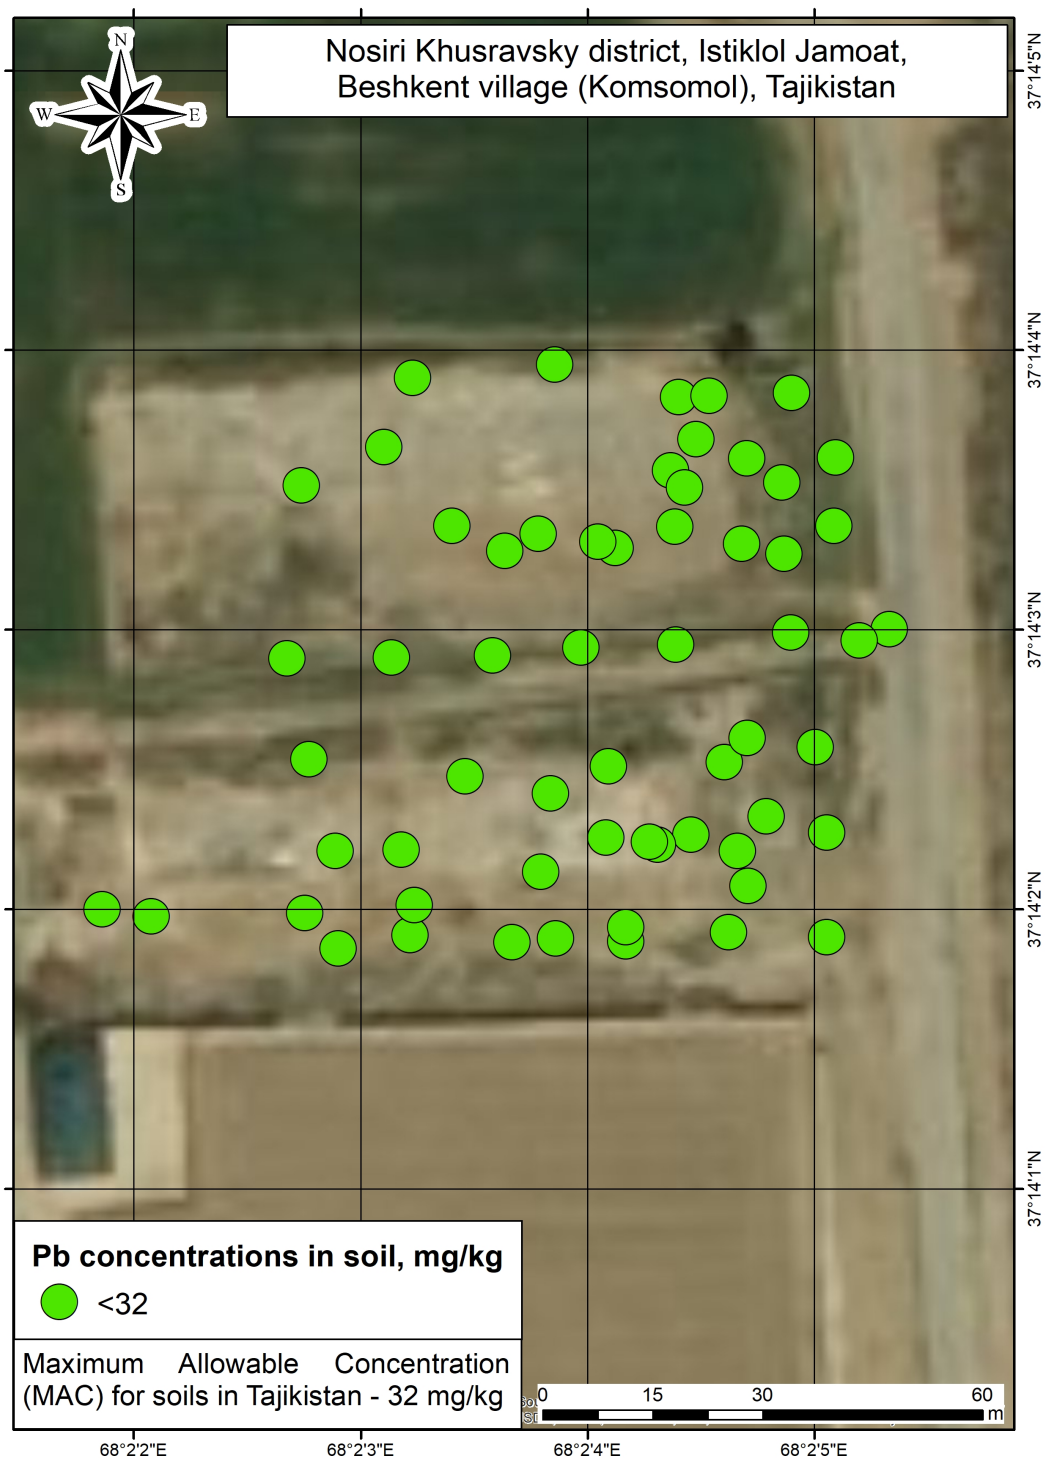 Nosiri Khusravsky district, Istiklol Jamoat,
Beshkent village (Komsomol), Tajikistan
N
W E
S
37°14'5"N
37°14'4"N
37°14'3"N
37°14'2"N
37°14'1"N
Pb concentrations in soil, mg/kg
<32
Maximum Allowable Concentration
(MAC) for soils in Tajikistan - 32 mg/kg
0 15 30 60
m
68°2'2"E 68°2'3"E 68°2'4"E 68°2'5"E